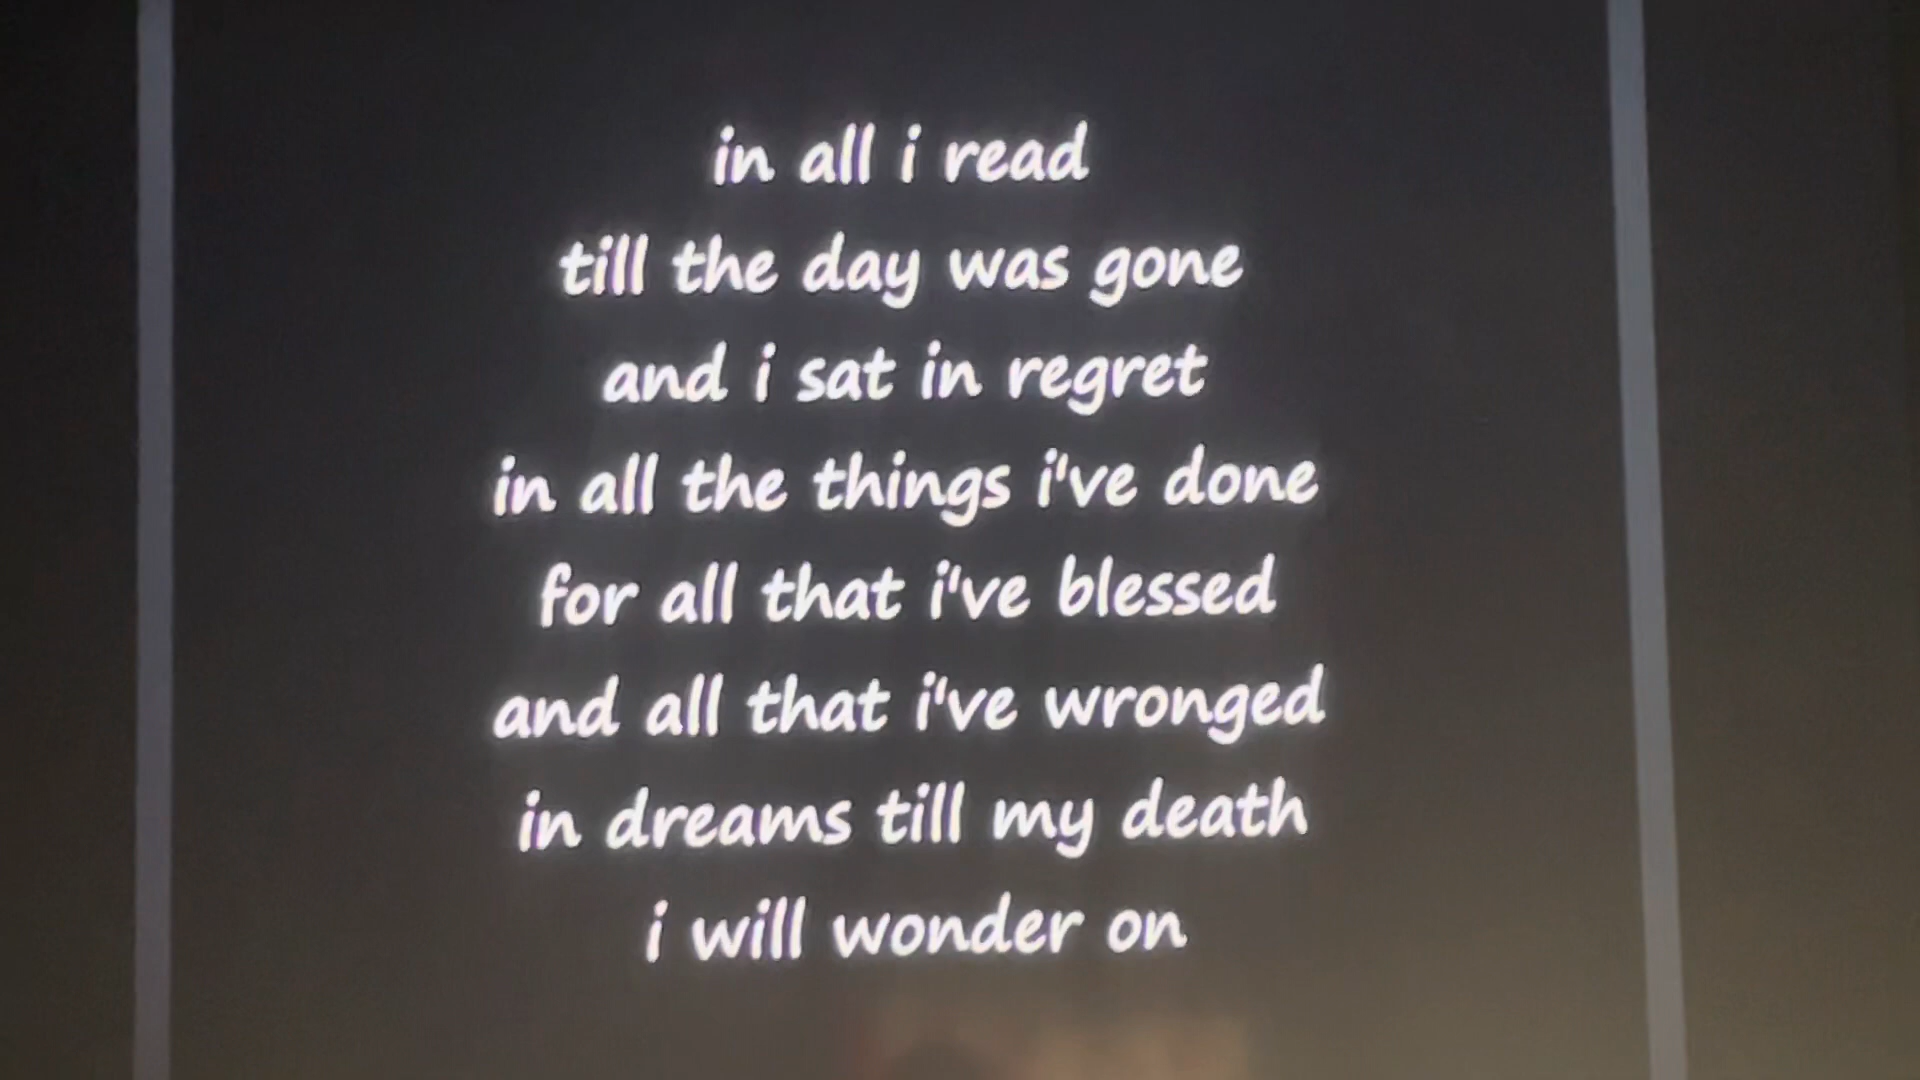 in all i read
till the day was gone
and i sat in regret
in all the things i've done
for all that i've blessed
and all that i've wronged
in dreams till my death
i will wonder on